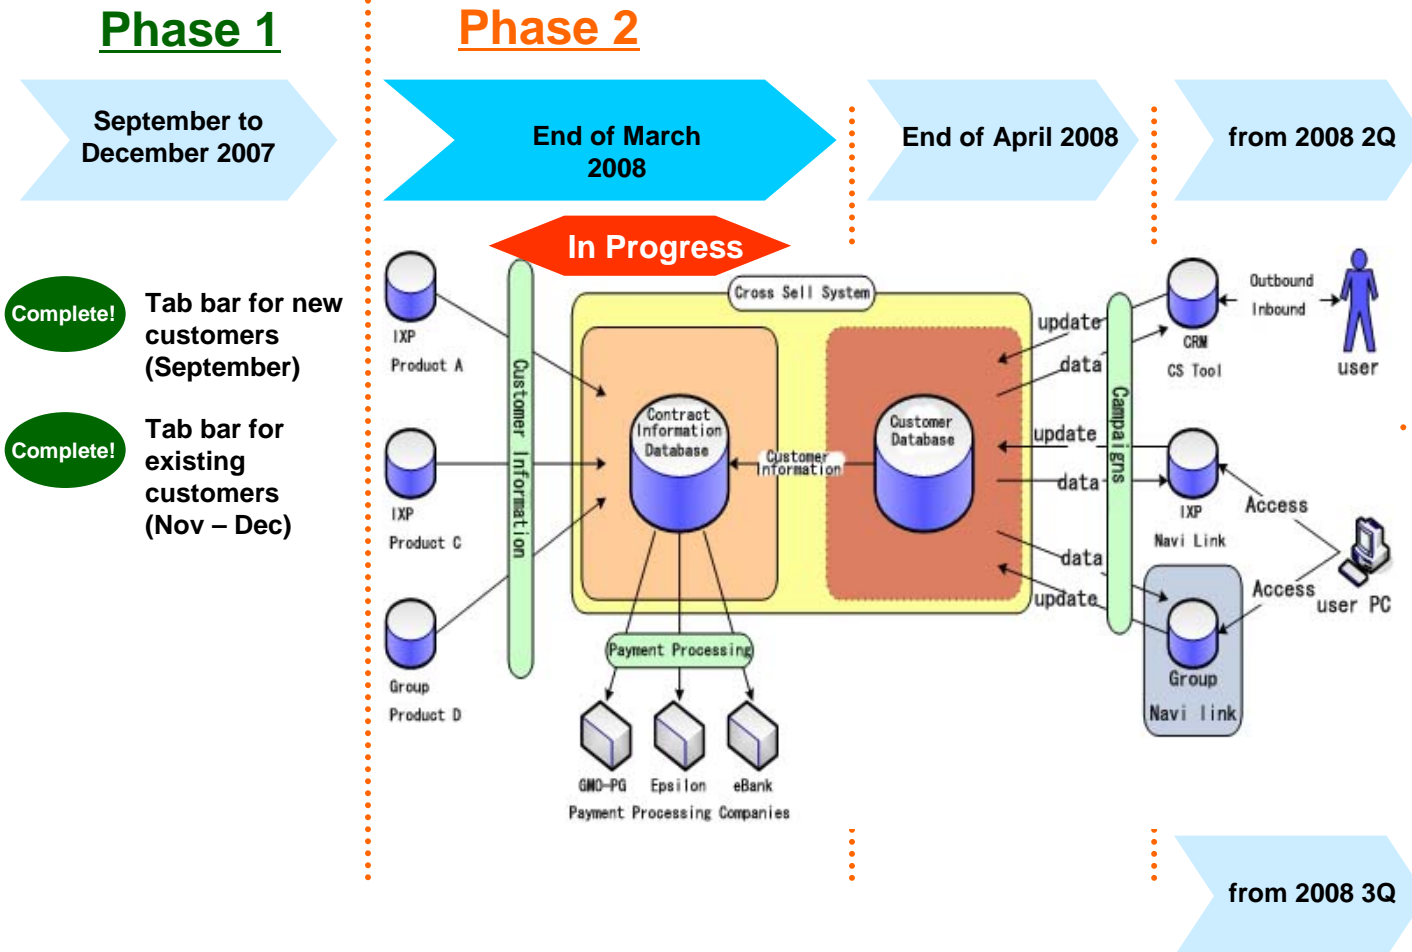 Phase 1
Phase 2
September to
December 2007
End of March
2008
End of April 2008
from 2008 2Q
In Progress
Complete!
Tab bar for new
customers
(September)
Complete!
Tab bar for
existing
customers
(Nov – Dec)
IXP
Product A
IXP
Product C
Group
Product D
Customer Information
Cross Sell System
Contract
Information
Database
Customer
Information
Customer
Database
Payment Processing
GMO-PG
Epsilon
eBank
Payment Processing Companies
update
data
update
data
data
update
Campaigns
CRM
CS Tool
Outbound
Inbound
user
IXP
Navi Link
Access
Access
user PC
Group
Navi link
from 2008 3Q